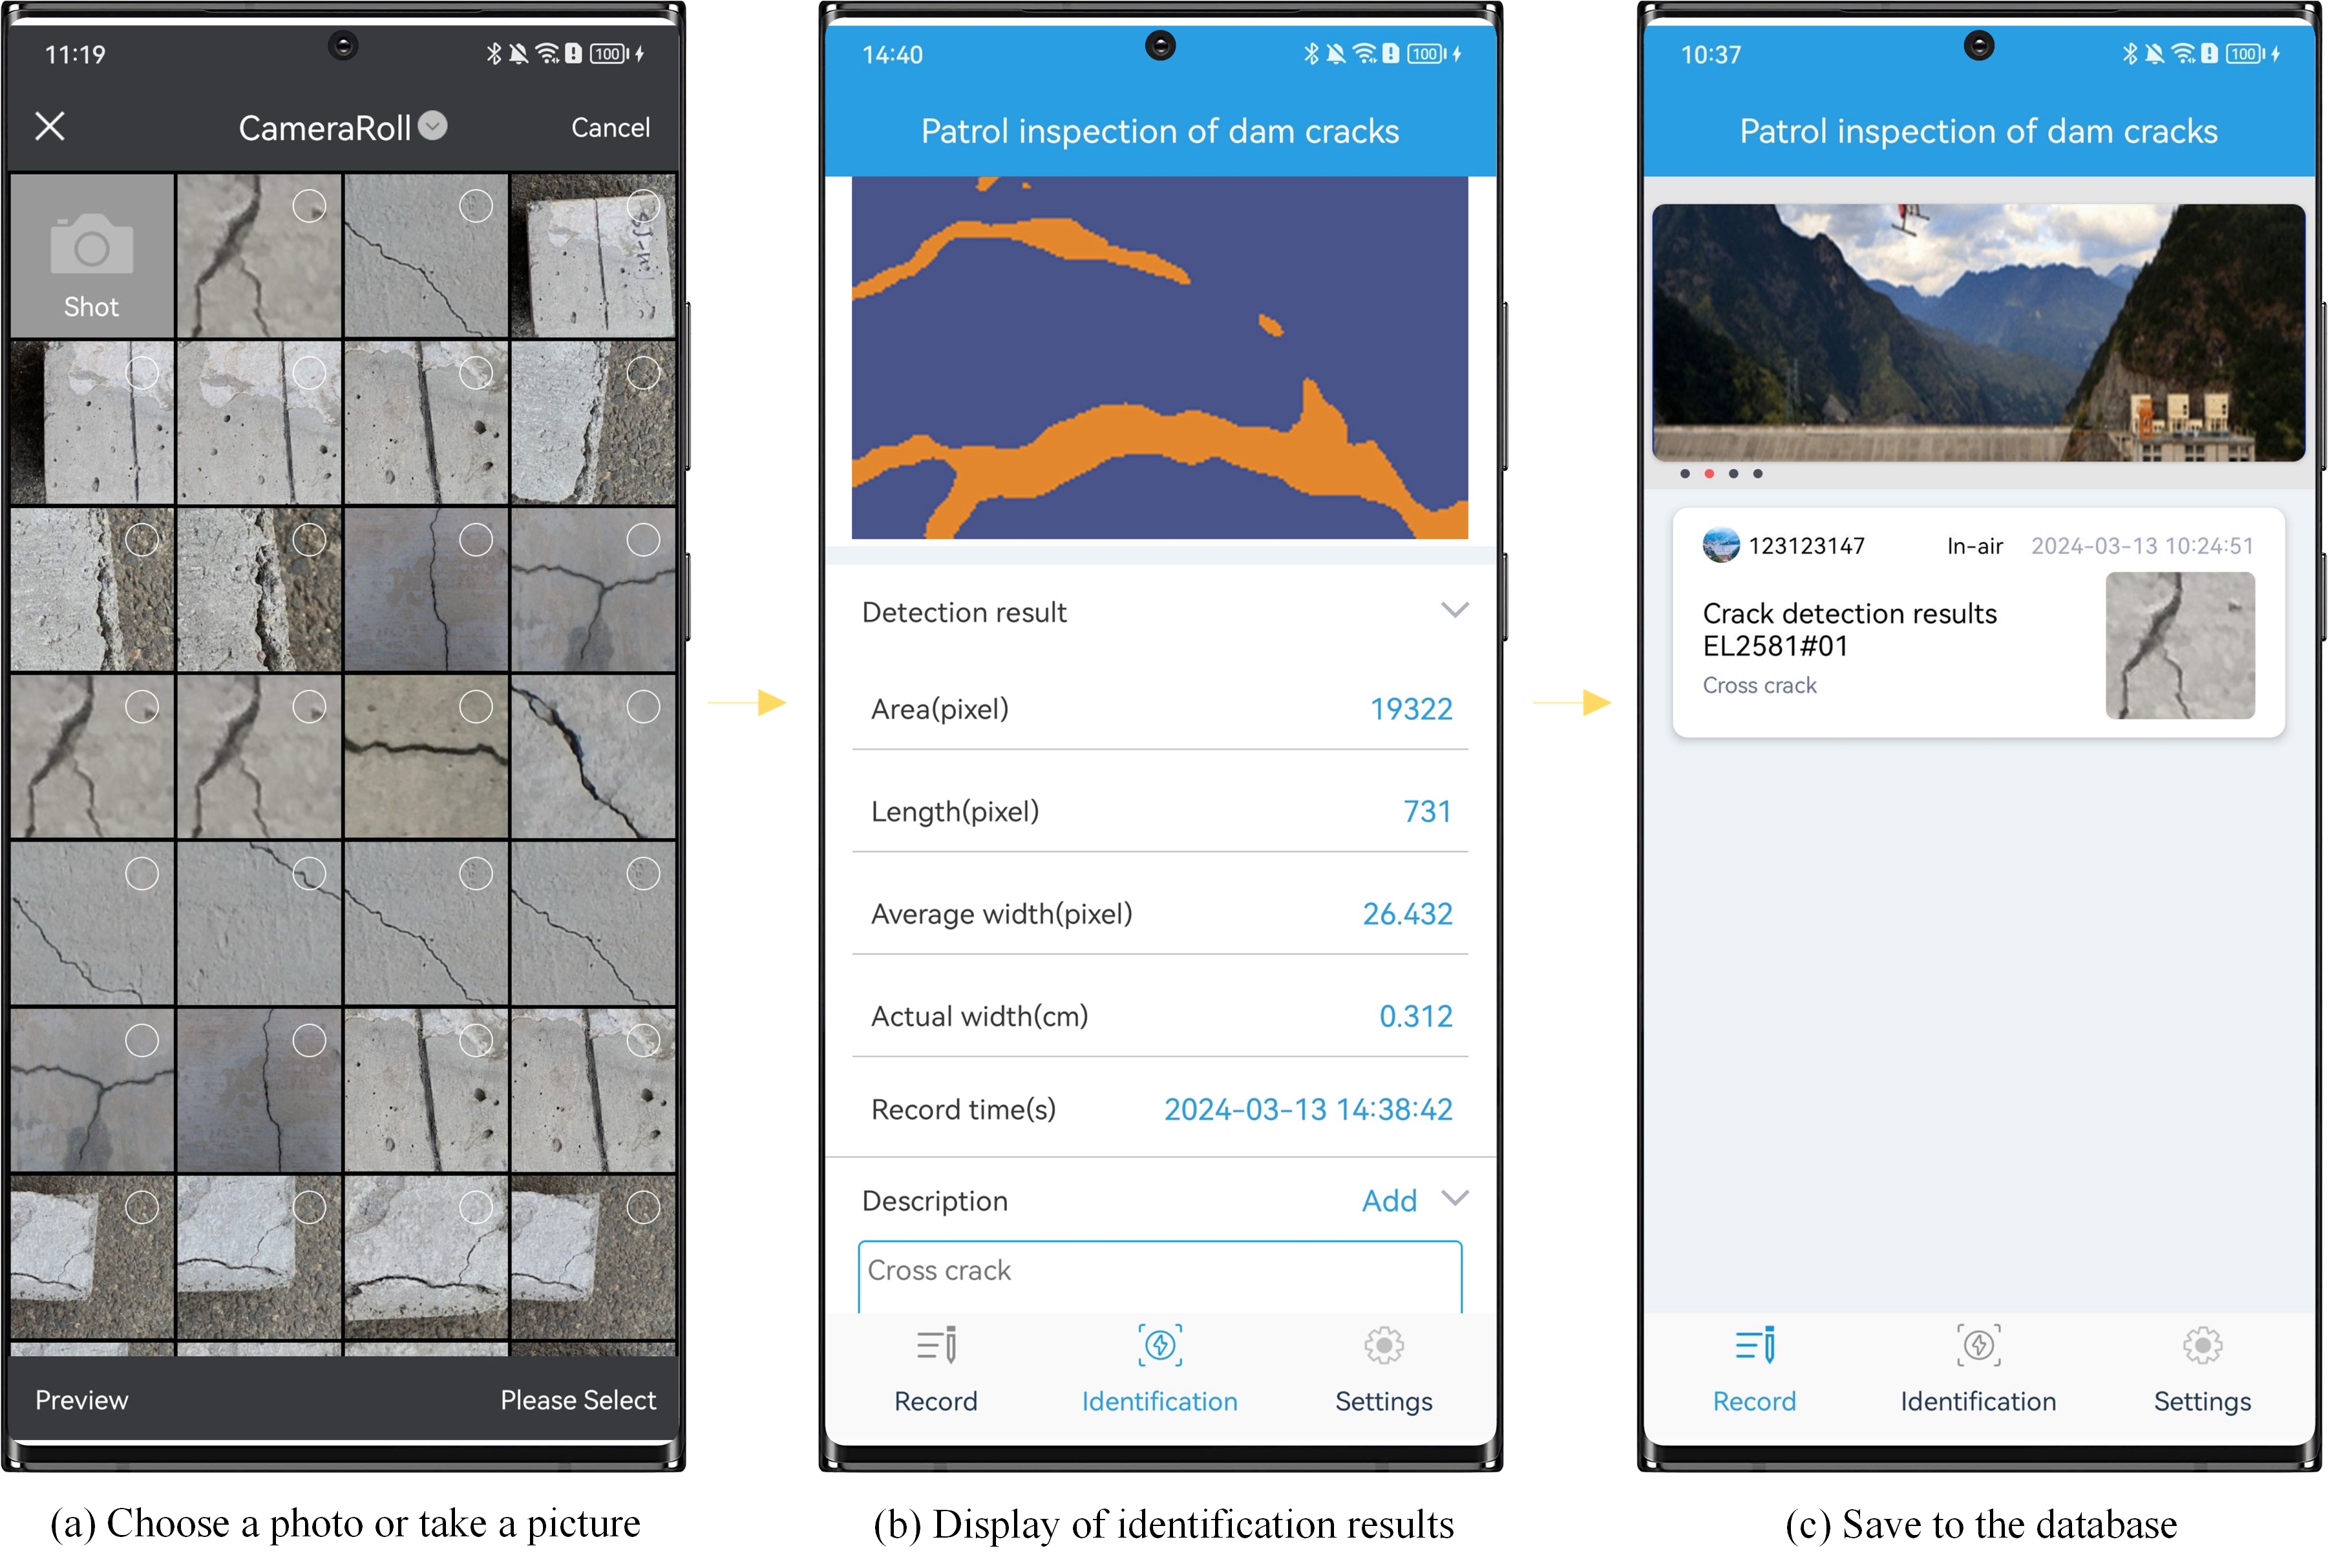 11:19
100
CameraRoll
Cancel
Shot
Preview
Please Select
(a) Choose a photo or take a picture
14:40
100
Patrol inspection of dam cracks
Detection result
Area(pixel) 19322
Length(pixel) 731
Average width(pixel) 26.432
Actual width(cm) 0.312
Record time(s) 2024-03-13 14:38:42
Description Add
Cross crack
Record Identification Settings
(b) Display of identification results
10:37
100
Patrol inspection of dam cracks
123123147 In-air 2024-03-13 10:24:51
Crack detection results
EL2581#01
Cross crack
Record Identification Settings
(c) Save to the database